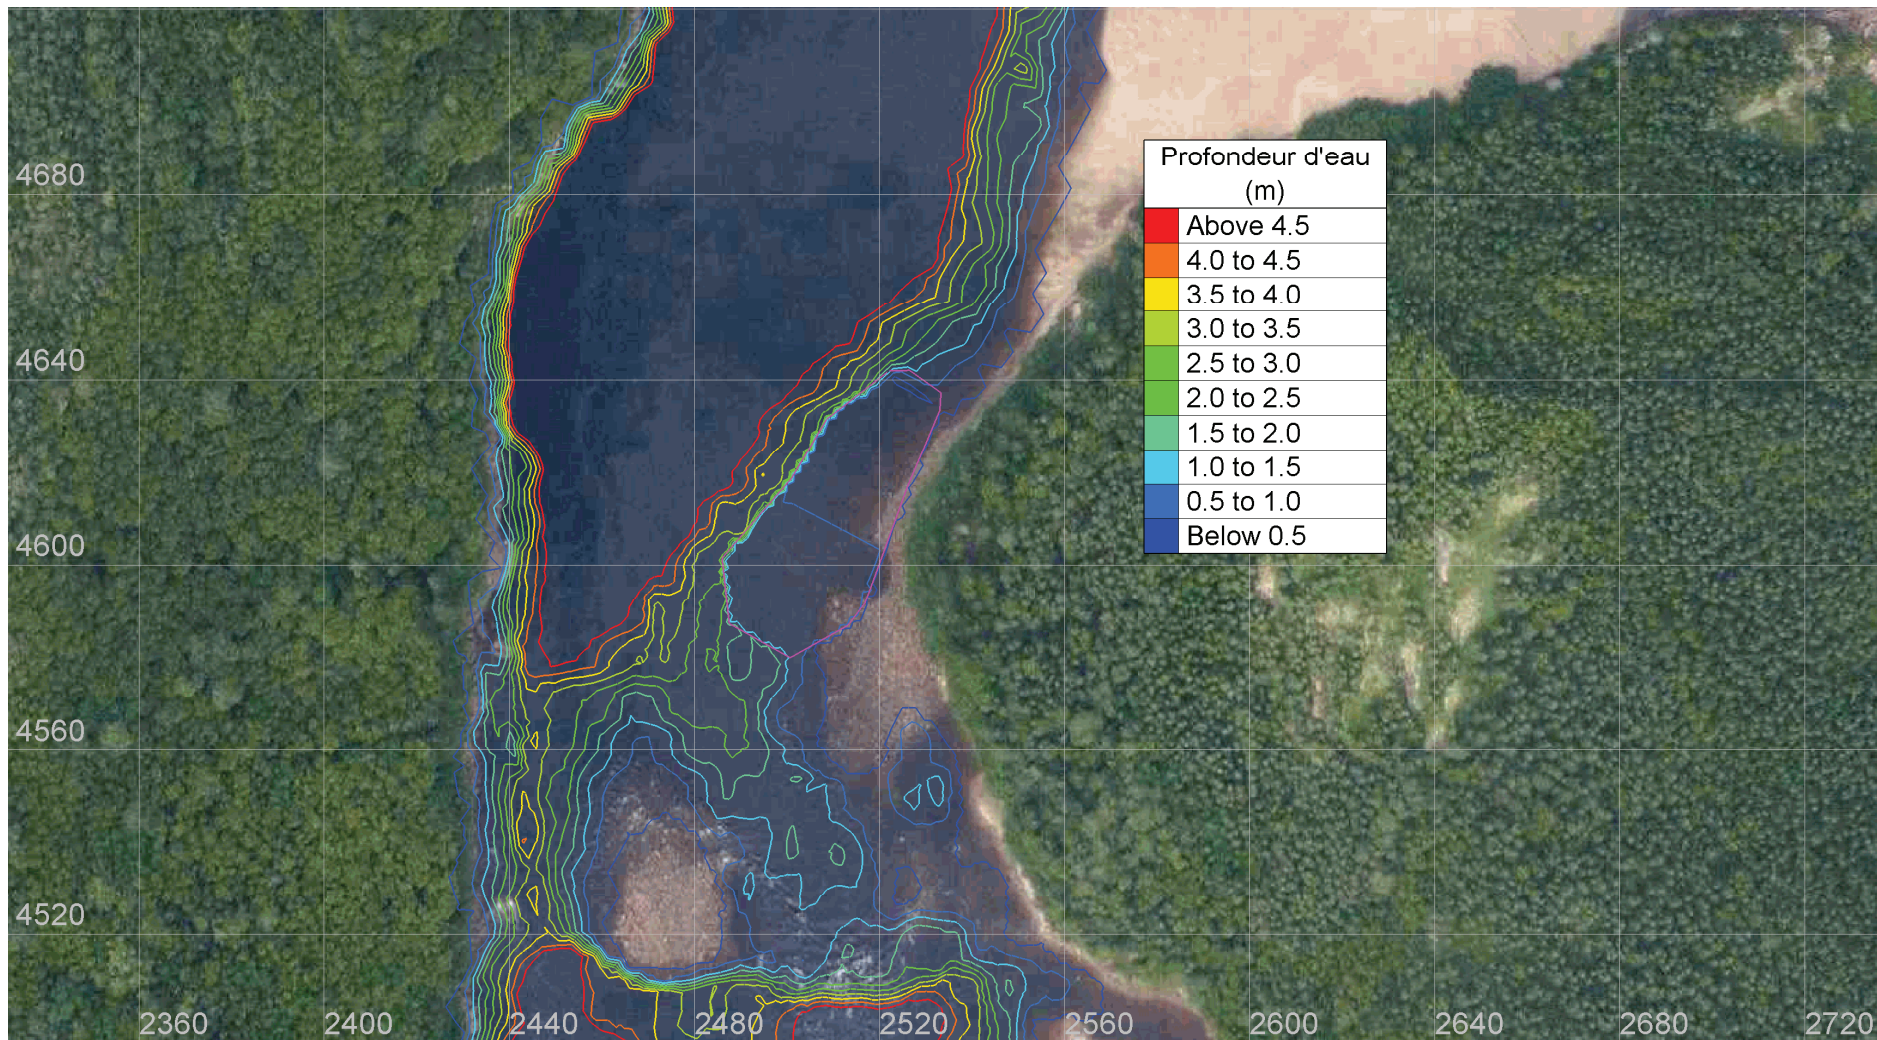 Profondeur d'eau
(m)
Above 4.5
4.0 to 4.5
3.5 to 4.0
3.0 to 3.5
2.5 to 3.0
2.0 to 2.5
1.5 to 2.0
1.0 to 1.5
0.5 to 1.0
Below 0.5
4680
4640
4600
4560
4520
2360
2400
2440
2480
2520
2560
2600
2640
2680
2720